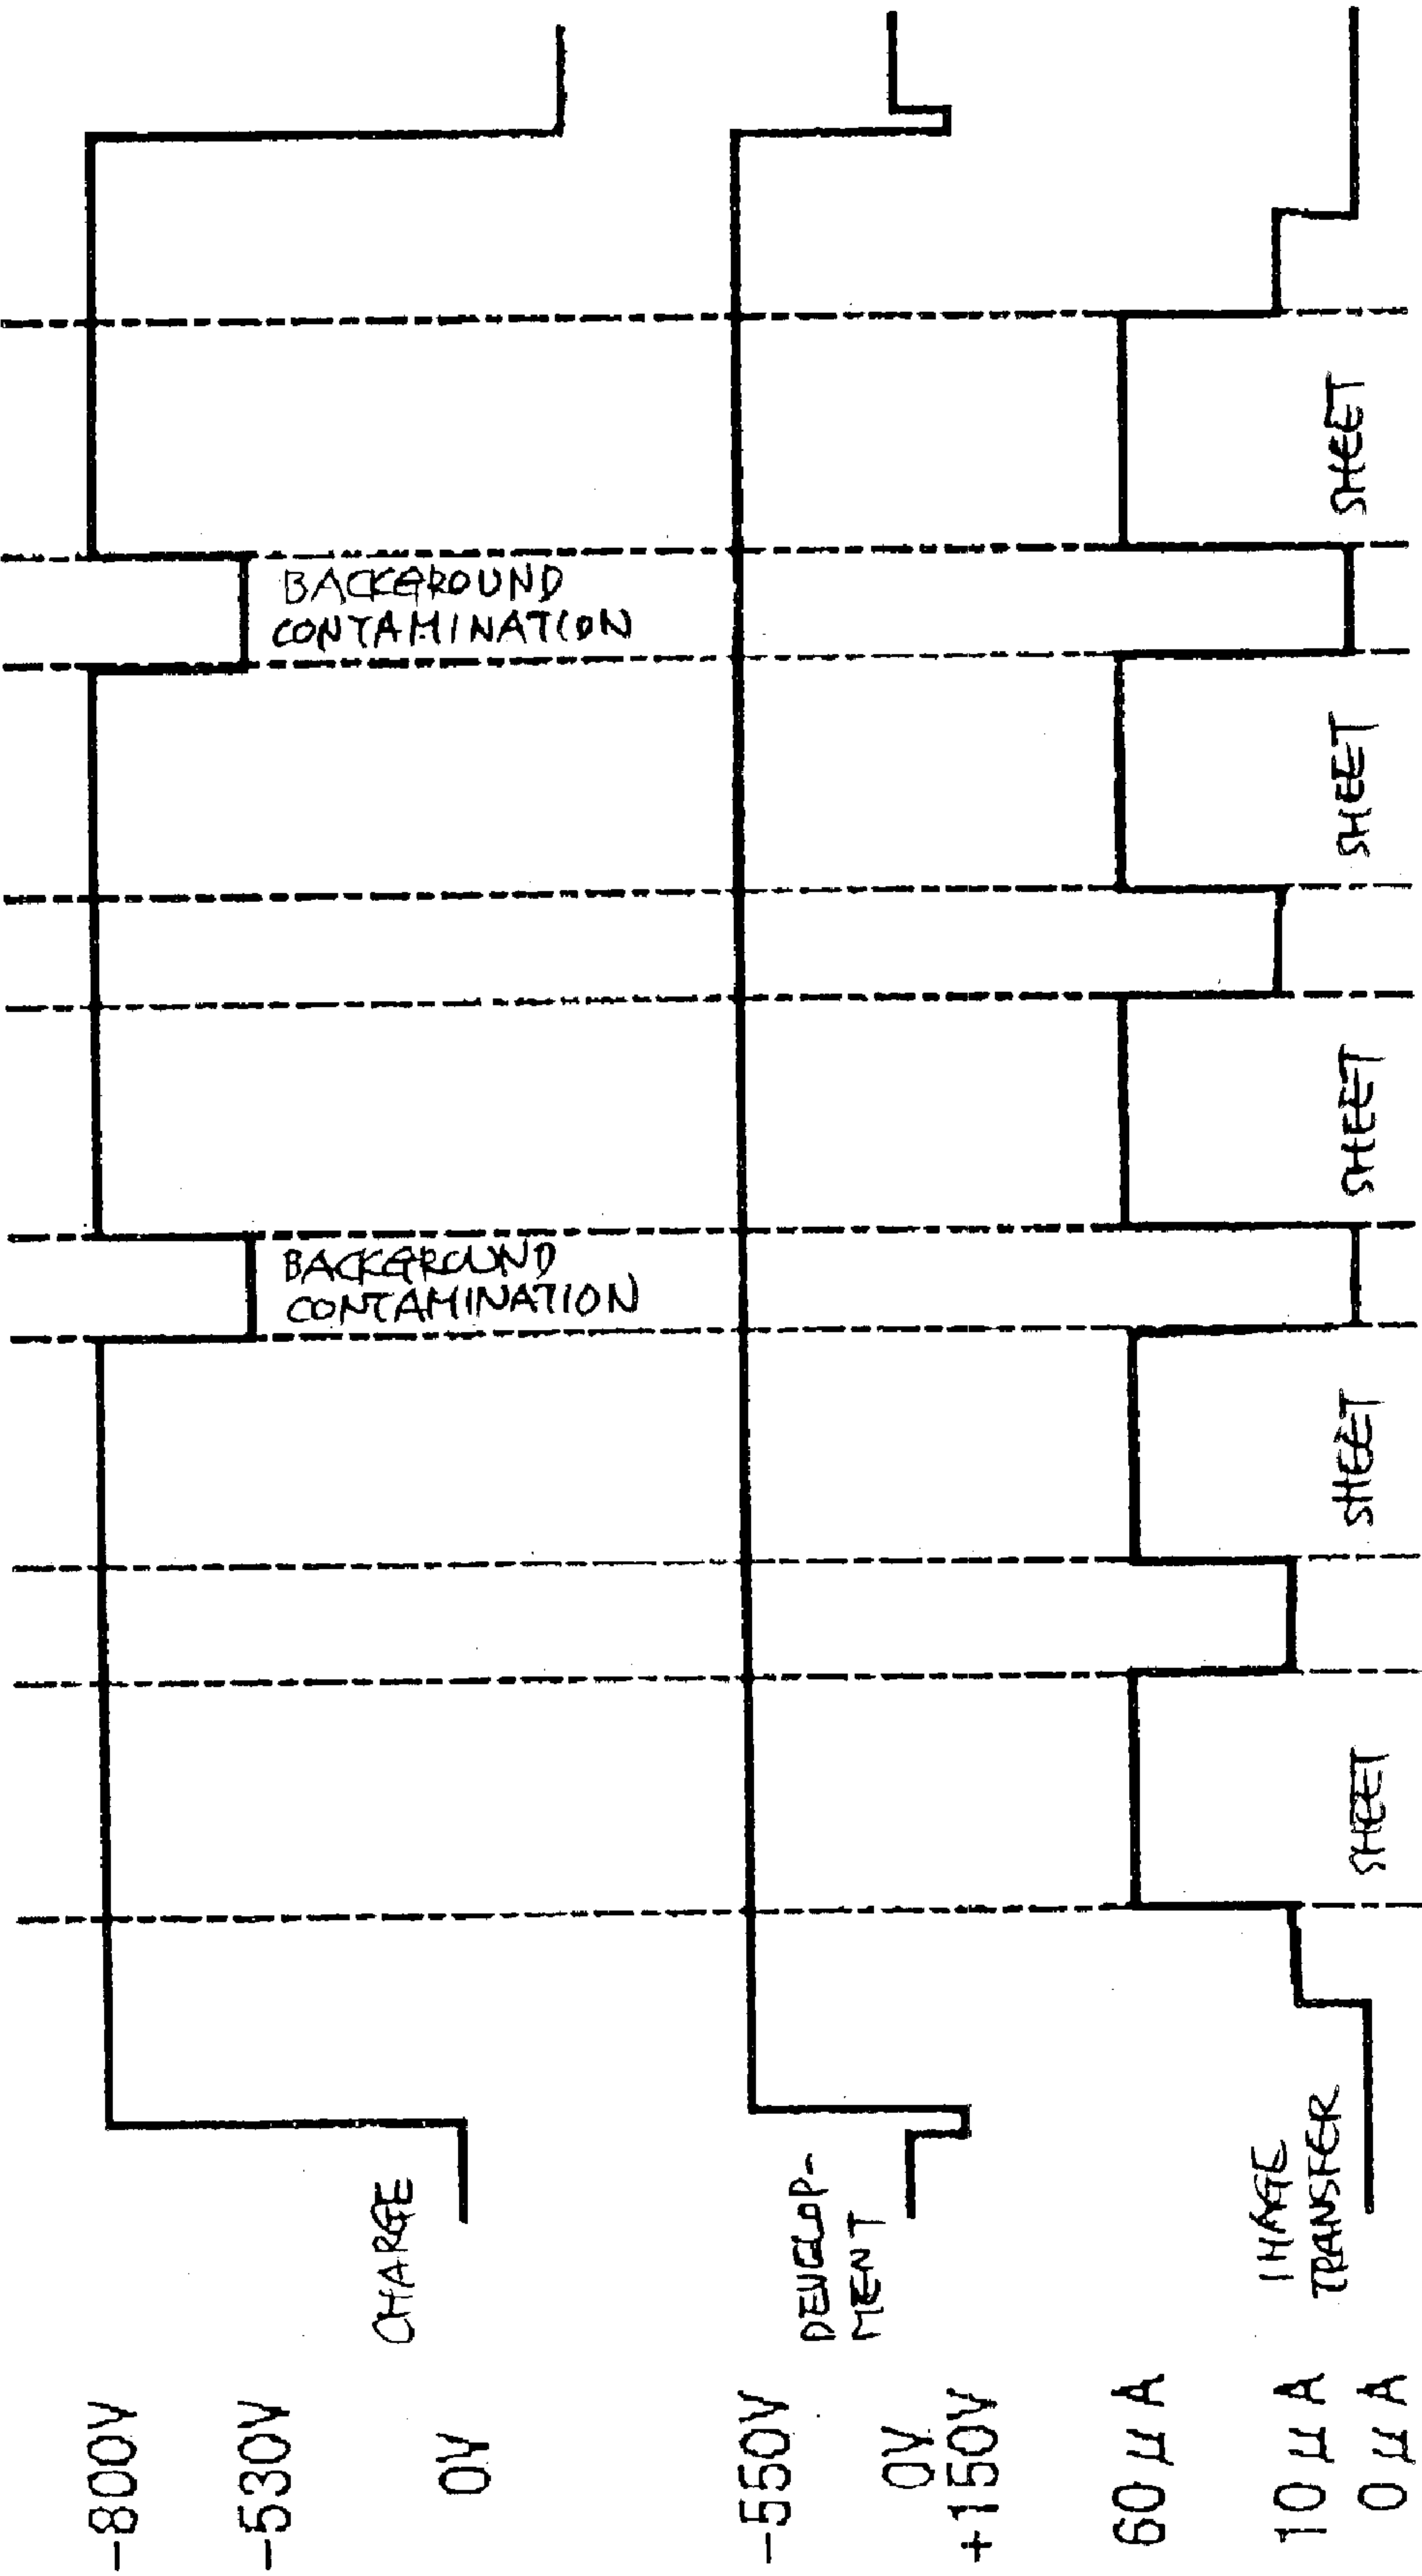 -800V
-530V
0V
CHARGE
BACKGROUND
CONTAMINATION
BACKGROUND
CONTAMINATION
-550V
0V
+150V
DEVELOP-
MENT
60 μA
10 μA
0 μA
IMAGE
TRANSFER
SHEET
SHEET
SHEET
SHEET
SHEET